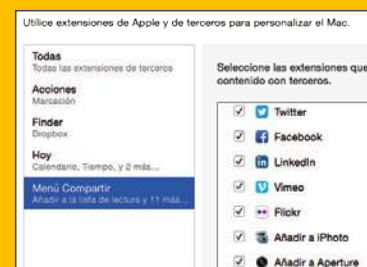 Utilice extensiones de Apple y de terceros para personalizar el Mac.
Todas
Todas las extensiones de terceros
Acciones
Marcación
Finder
Dropbox
Hoy
Calendario, Tiempo, y 2 más...
Menú Compartir
Añadir a la lista de lectura y 11 más...
Seleccione las extensiones que
contenido con terceros.
Twitter
Facebook
LinkedIn
Vimeo
Flickr
Añadir a iPhoto
Añadir a Aperture